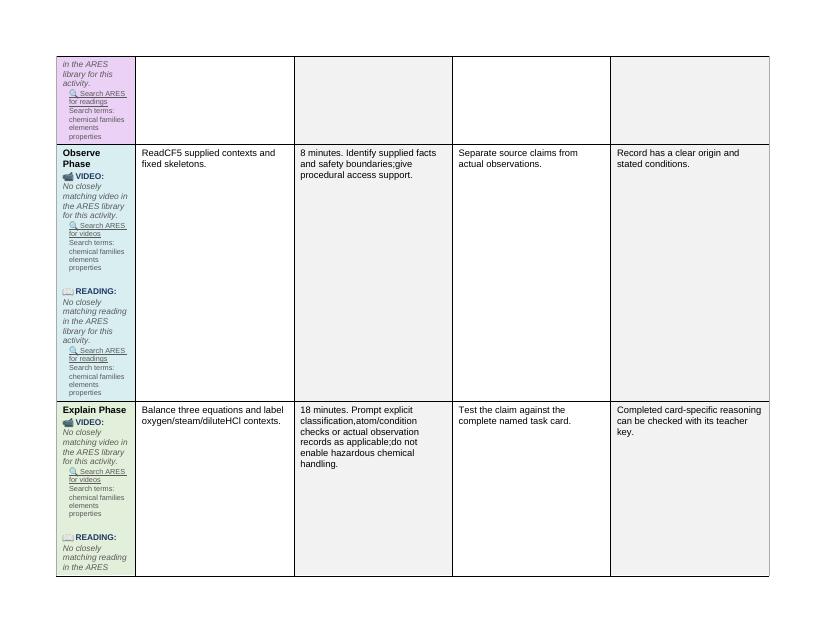 in the ARES
library for this
activity.
🔍 Search ARES
for readings
Search terms:
chemical families
elements
properties
Observe
Phase
📹 VIDEO:
No closely
matching video in
the ARES library
for this activity.
🔍 Search ARES
for videos
Search terms:
chemical families
elements
properties
📖 READING:
No closely
matching reading
in the ARES
library for this
activity.
🔍 Search ARES
for readings
Search terms:
chemical families
elements
properties
ReadCF5 supplied contexts and
fixed skeletons.
8 minutes. Identify supplied facts
and safety boundaries;give
procedural access support.
Separate source claims from
actual observations.
Record has a clear origin and
stated conditions.
Explain Phase
📹 VIDEO:
No closely
matching video in
the ARES library
for this activity.
🔍 Search ARES
for videos
Search terms:
chemical families
elements
properties
📖 READING:
No closely
matching reading
in the ARES
Balance three equations and label
oxygen/steam/diluteHCl contexts.
18 minutes. Prompt explicit
classification,atom/condition
checks or actual observation
records as applicable;do not
enable hazardous chemical
handling.
Test the claim against the
complete named task card.
Completed card-specific reasoning
can be checked with its teacher
key.